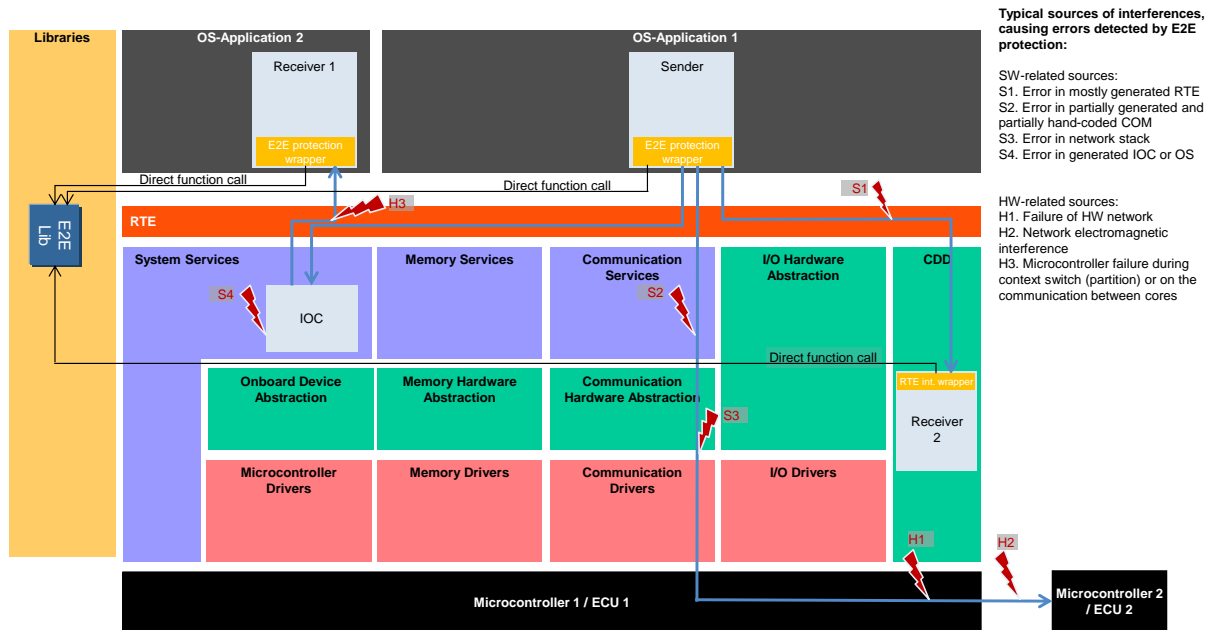 Libraries
OS-Application 2
OS-Application 1
Receiver 1
E2E protection
wrapper
Sender
E2E protection
wrapper
Direct function call
Direct function call
E2E
Lib
H3
S1
RTE
System Services
Memory Services
Communication
Services
I/O Hardware
Abstraction
CDD
S4
IOC
S2
Direct function call
Onboard Device
Abstraction
Memory Hardware
Abstraction
Communication
Hardware Abstraction
S3
RTE int. wrapper
Receiver
2
Microcontroller
Drivers
Memory Drivers
Communication
Drivers
I/O Drivers
H1
H2
Microcontroller 1 / ECU 1
Microcontroller 2
/ ECU 2
Typical sources of interferences,
causing errors detected by E2E
protection:
SW-related sources:
S1. Error in mostly generated RTE
S2. Error in partially generated and
partially hand-coded COM
S3. Error in network stack
S4. Error in generated IOC or OS
HW-related sources:
H1. Failure of HW network
H2. Network electromagnetic
interference
H3. Microcontroller failure during
context switch (partition) or on the
communication between cores